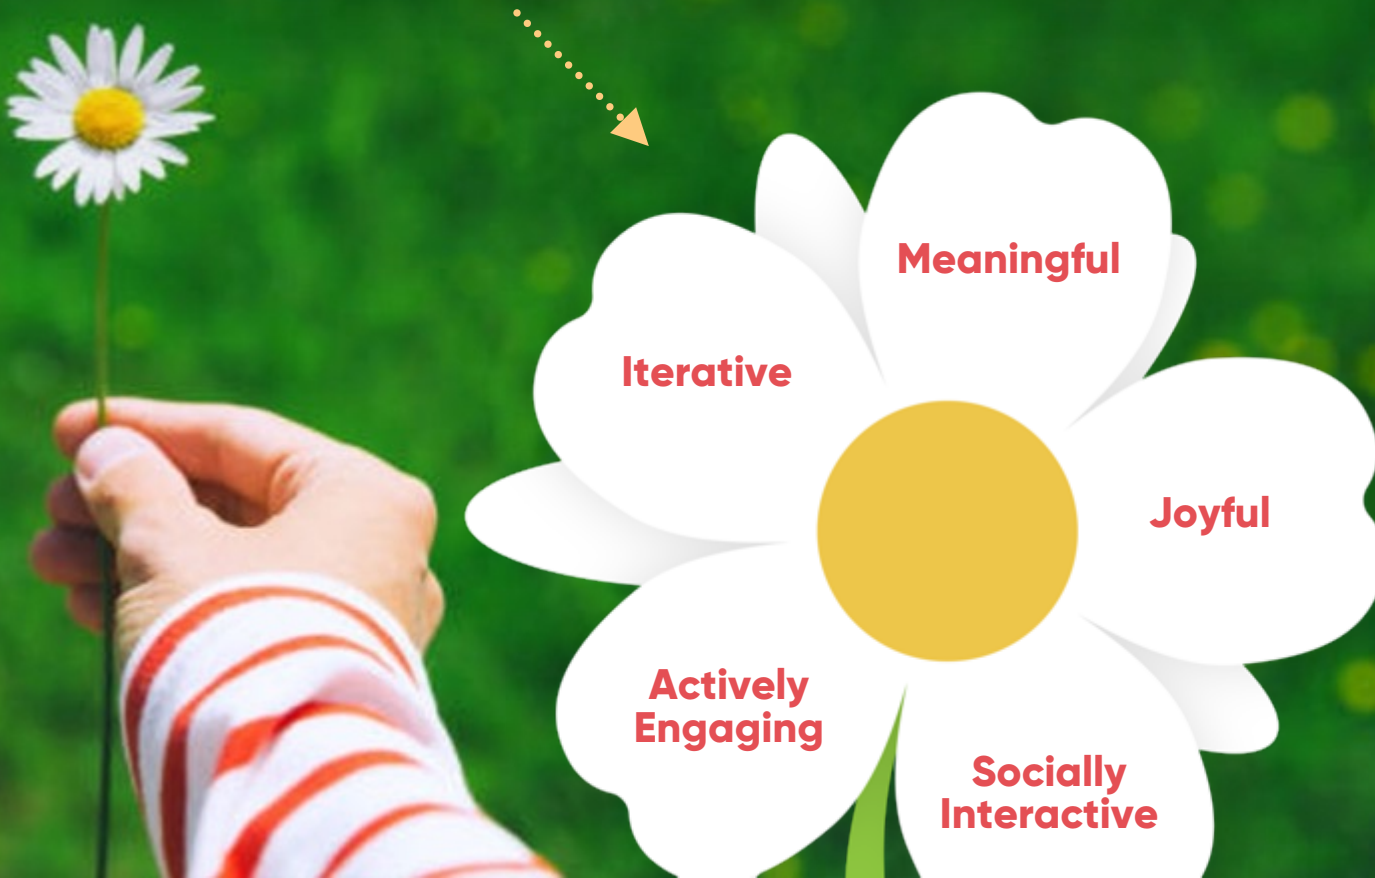 Meaningful
Iterative
Joyful
Actively
Engaging
Socially
Interactive